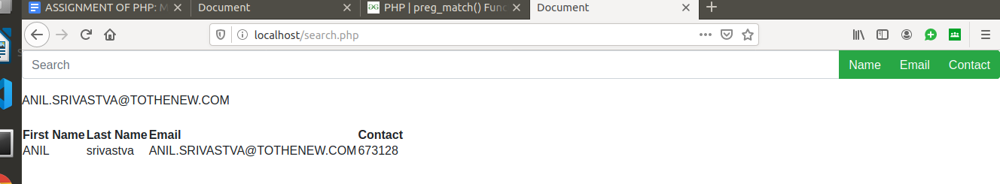 ASSIGNMENT OF PHP: M Document PHP | preg_match() Func Document
localhost/search.php
Search Name Email Contact
ANIL.SRIVASTVA@TOTHENEW.COM
First Name Last Name Email Contact
ANIL srivastva ANIL.SRIVASTVA@TOTHENEW.COM 673128